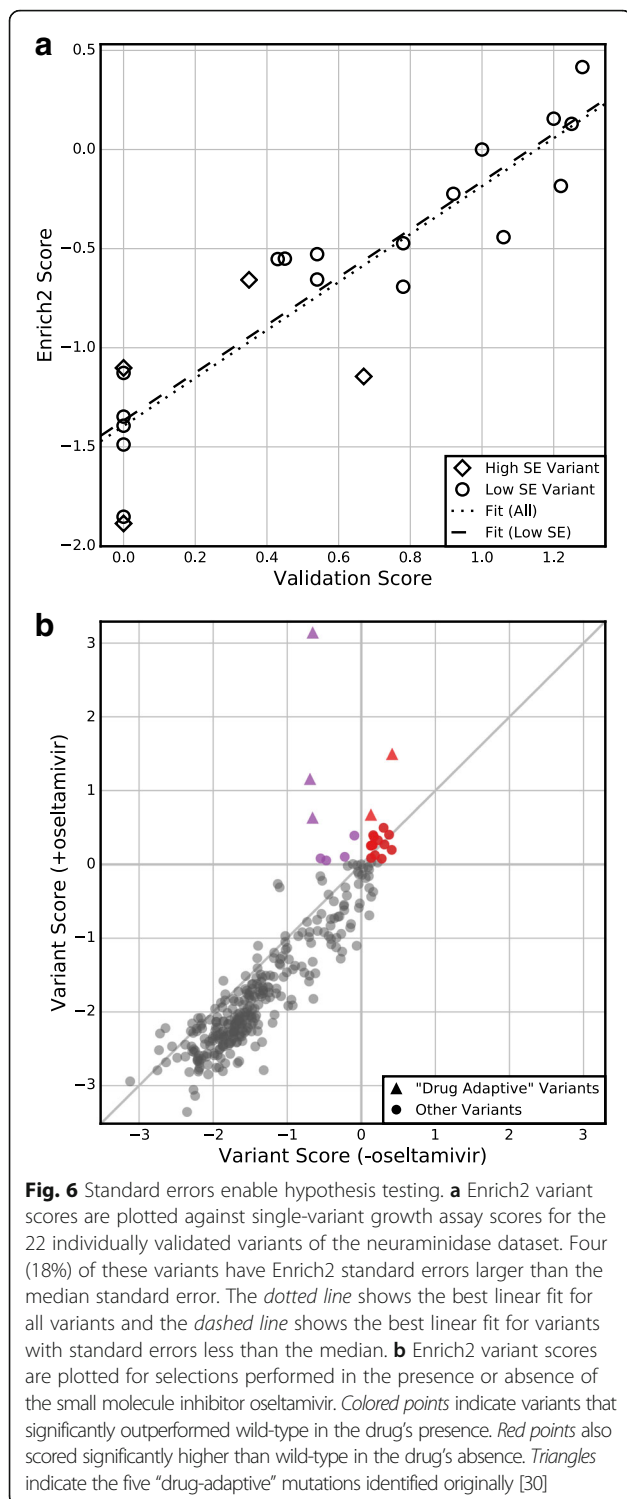 a
0.5
0.0
−0.5
−1.0
−1.5
−2.0
Enrich2 Score
High SE Variant
Low SE Variant
Fit (All)
Fit (Low SE)
0.0 0.2 0.4 0.6 0.8 1.0 1.2
Validation Score
b
3
2
1
0
−1
−2
−3
Variant Score (+oseltamivir)
"Drug Adaptive" Variants
Other Variants
−3 −2 −1 0 1 2 3
Variant Score (-oseltamivir)
Fig. 6 Standard errors enable hypothesis testing. a Enrich2 variant
scores are plotted against single-variant growth assay scores for the
22 individually validated variants of the neuraminidase dataset. Four
(18%) of these variants have Enrich2 standard errors larger than the
median standard error. The dotted line shows the best linear fit for
all variants and the dashed line shows the best linear fit for variants
with standard errors less than the median. b Enrich2 variant scores
are plotted for selections performed in the presence or absence of
the small molecule inhibitor oseltamivir. Colored points indicate variants that
significantly outperformed wild-type in the drug's presence. Red points also
scored significantly higher than wild-type in the drug's absence. Triangles
indicate the five "drug-adaptive" mutations identified originally [30]